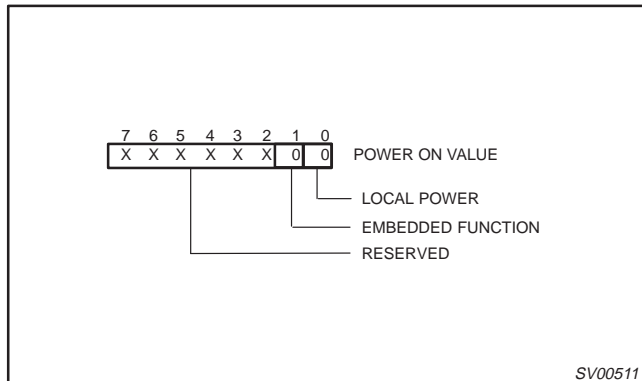 7 6 5 4 3 2 1 0
X X X X X X 0 0 POWER ON VALUE
LOCAL POWER
EMBEDDED FUNCTION
RESERVED
SV00511